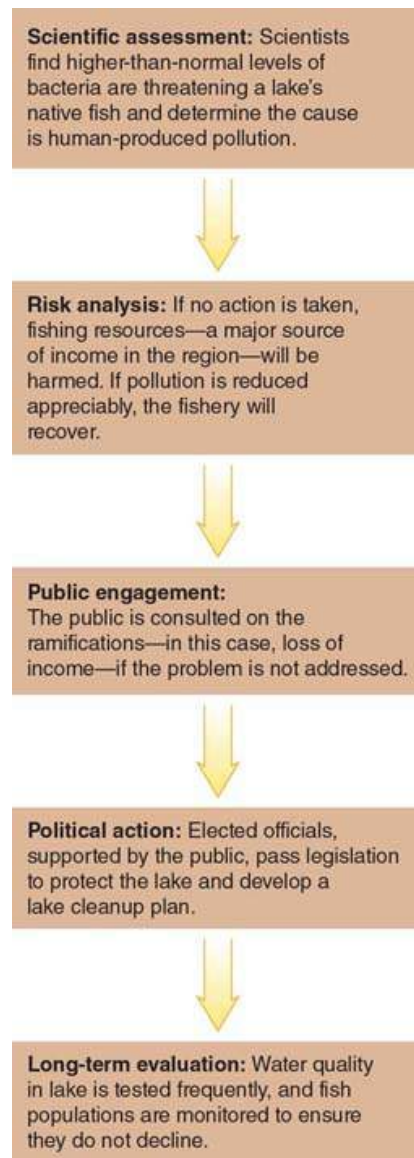 Scientific assessment: Scientists
find higher-than-normal levels of
bacteria are threatening a lake's
native fish and determine the cause
is human-produced pollution.
Risk analysis: If no action is taken,
fishing resources—a major source
of income in the region—will be
harmed. If pollution is reduced
appreciably, the fishery will
recover.
Public engagement:
The public is consulted on the
ramifications—in this case, loss of
income—if the problem is not addressed.
Political action: Elected officials,
supported by the public, pass legislation
to protect the lake and develop a
lake cleanup plan.
Long-term evaluation: Water quality
in lake is tested frequently, and fish
populations are monitored to ensure
they do not decline.